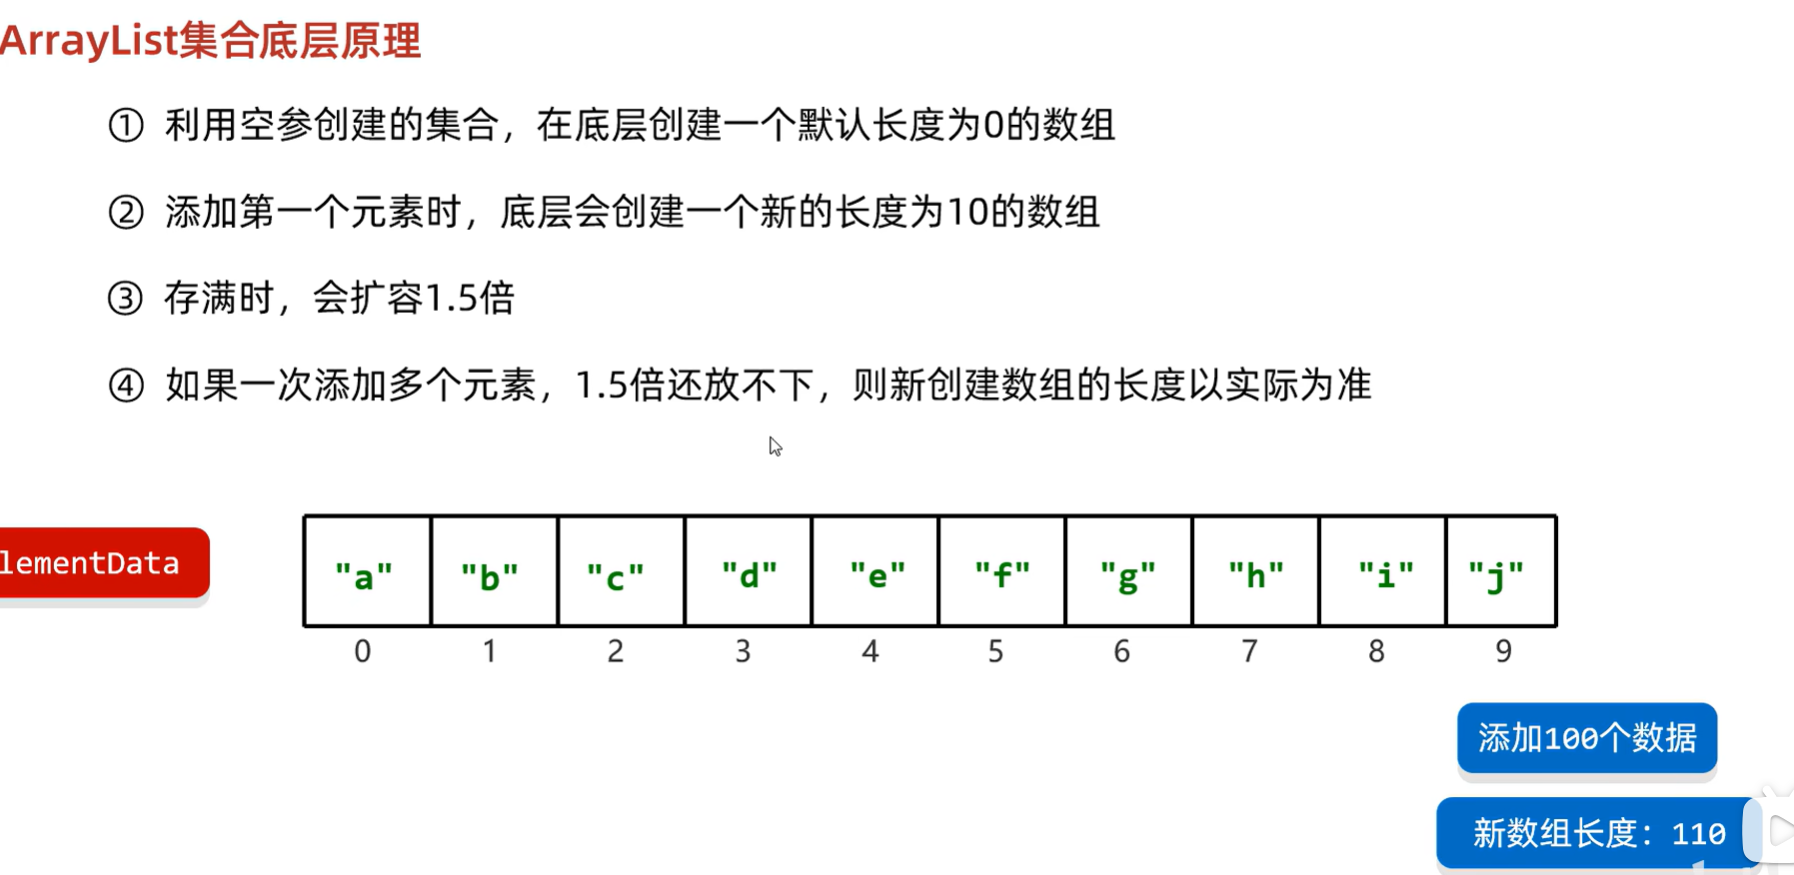 ArrayList集合底层原理
① 利用空参创建的集合，在底层创建一个默认长度为0的数组
② 添加第一个元素时，底层会创建一个新的长度为10的数组
③ 存满时，会扩容1.5倍
④ 如果一次添加多个元素，1.5倍还放不下，则新创建数组的长度以实际为准
lementData
"a" "b" "c" "d" "e" "f" "g" "h" "i" "j"
0 1 2 3 4 5 6 7 8 9
添加100个数据
新数组长度：110